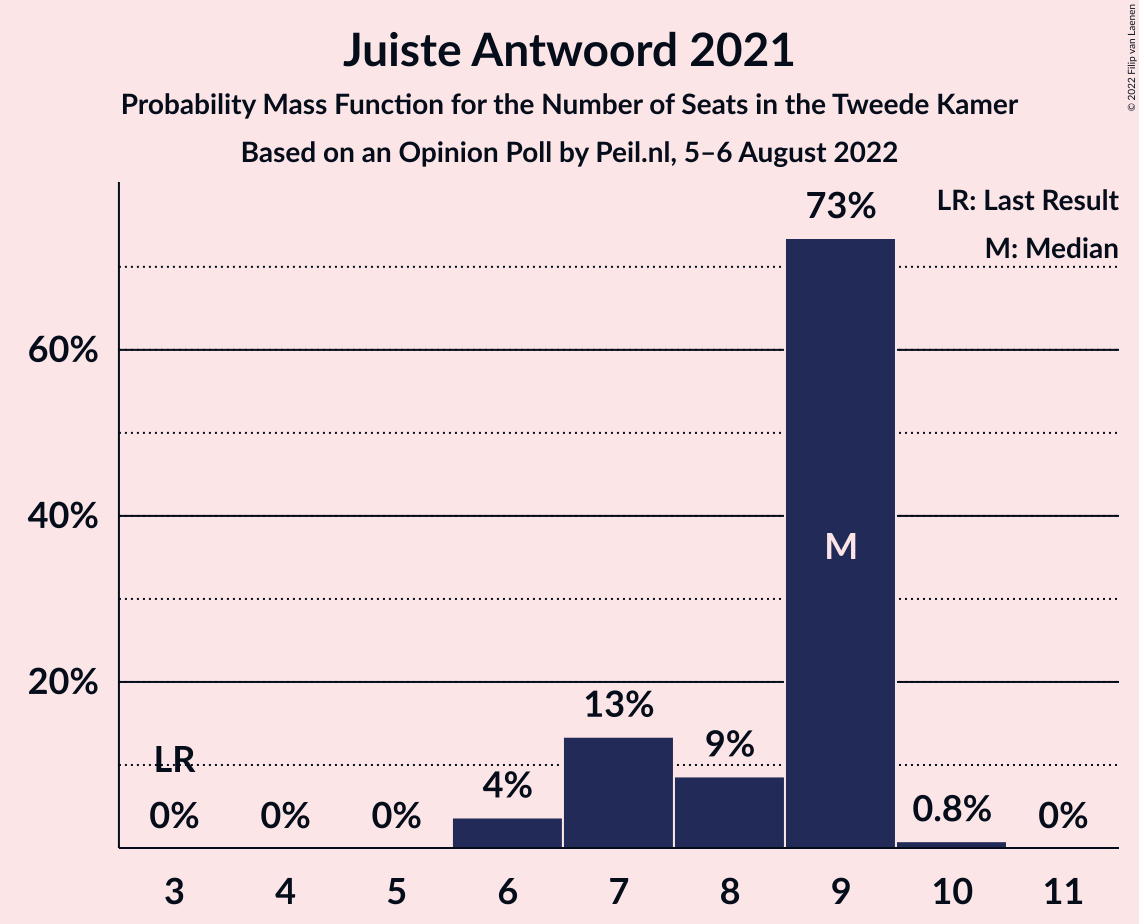 Juiste Antwoord 2021
Probability Mass Function for the Number of Seats in the Tweede Kamer
Based on an Opinion Poll by Peil.nl, 5–6 August 2022
© 2022 Filip van Laenen
LR: Last Result
M: Median
60%
40%
20%
LR
0%
0%
0%
4%
13%
9%
73%
M
0.8%
0%
3 4 5 6 7 8 9 10 11